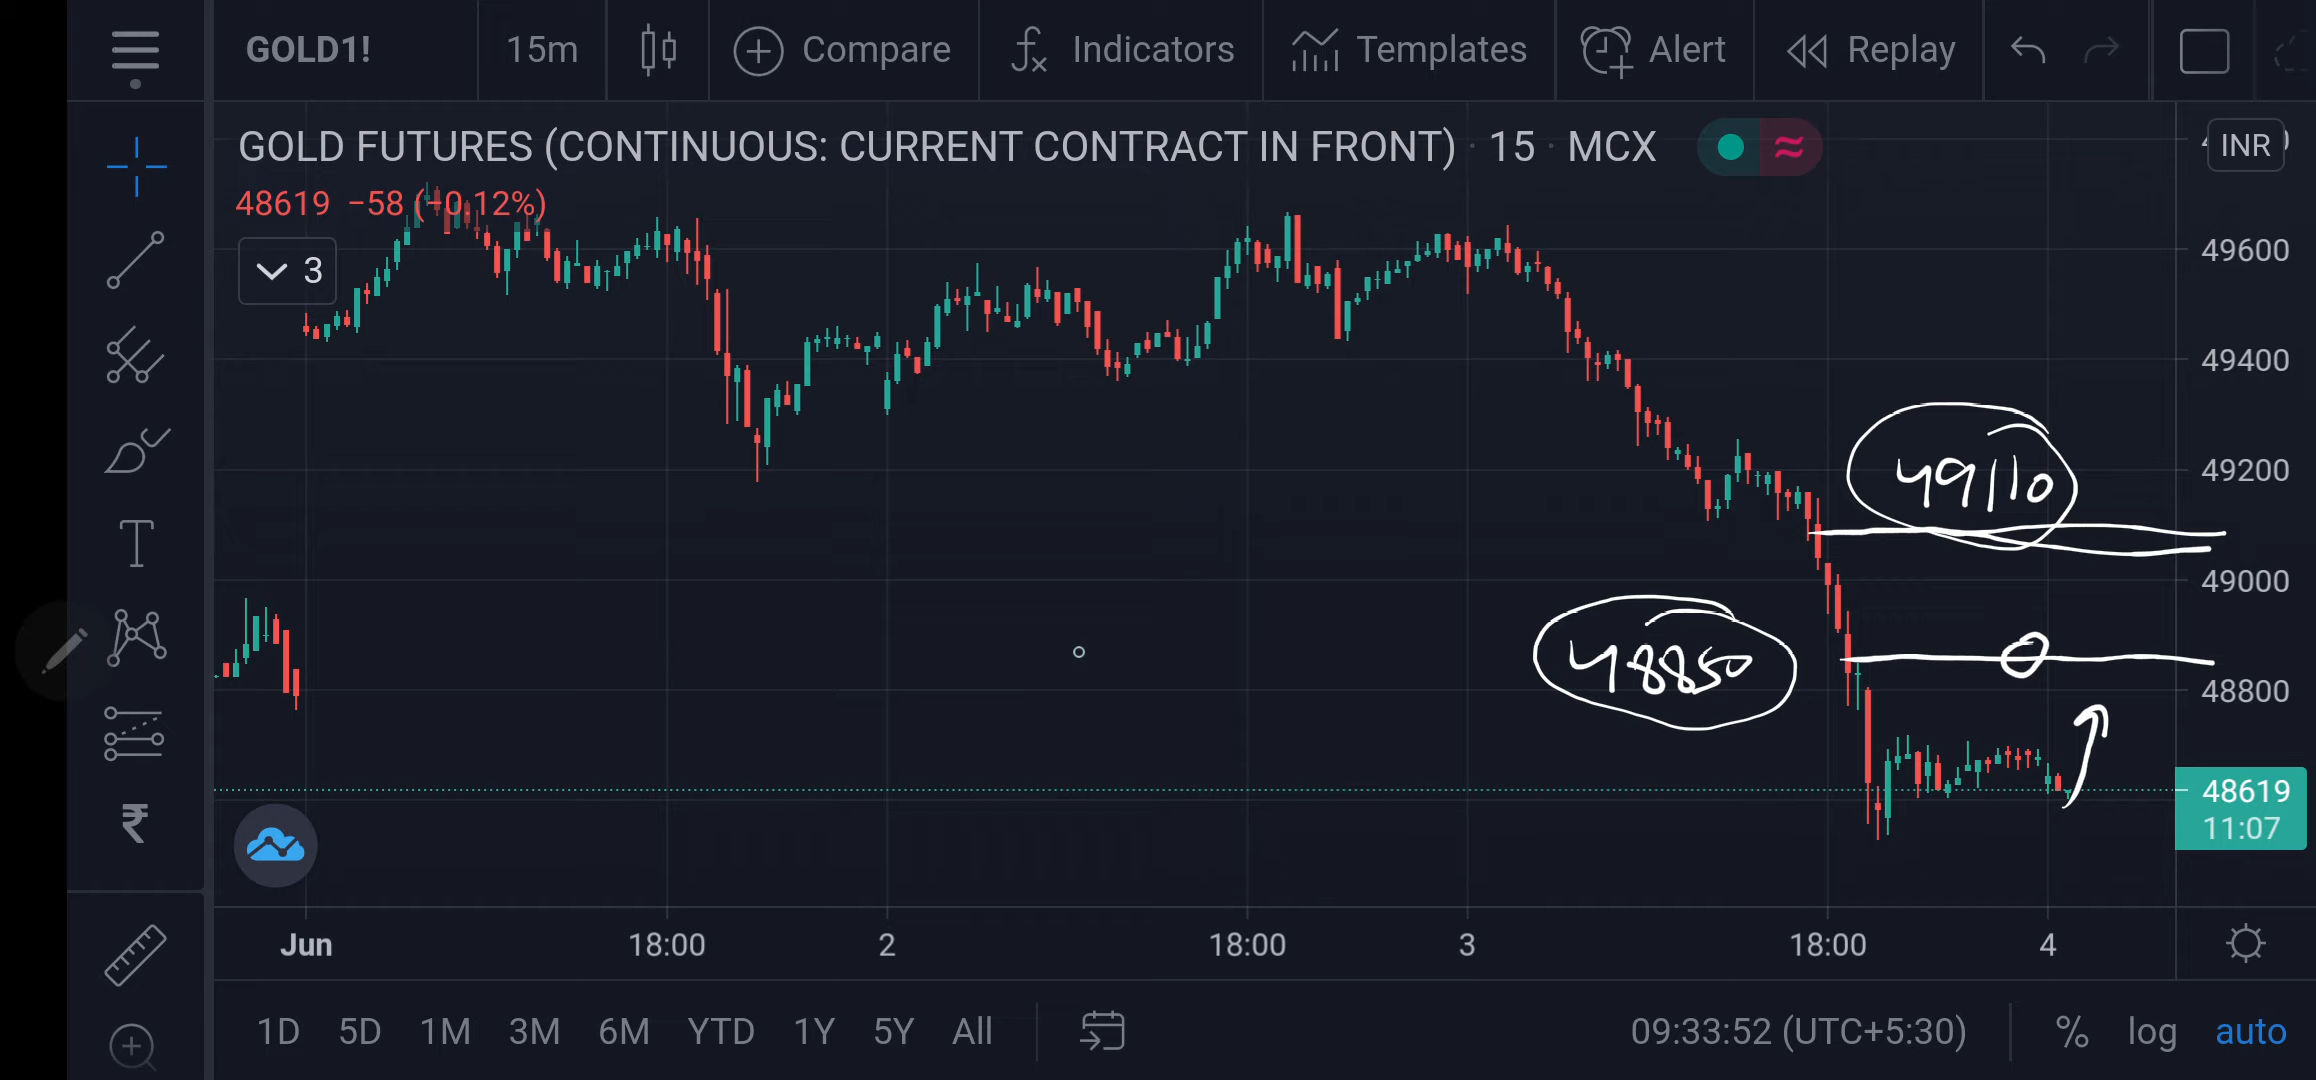 GOLD1! 15m Compare Indicators Templates Alert Replay
GOLD FUTURES (CONTINUOUS: CURRENT CONTRACT IN FRONT) · 15 · MCX
INR
48619 −58 (−0.12%)
3
49600
49400
49200
49000
48800
48619
11:07
49110
48850
T
₹
Jun 18:00 2 18:00 3 18:00 4
1D 5D 1M 3M 6M YTD 1Y 5Y All
09:33:52 (UTC+5:30) % log auto